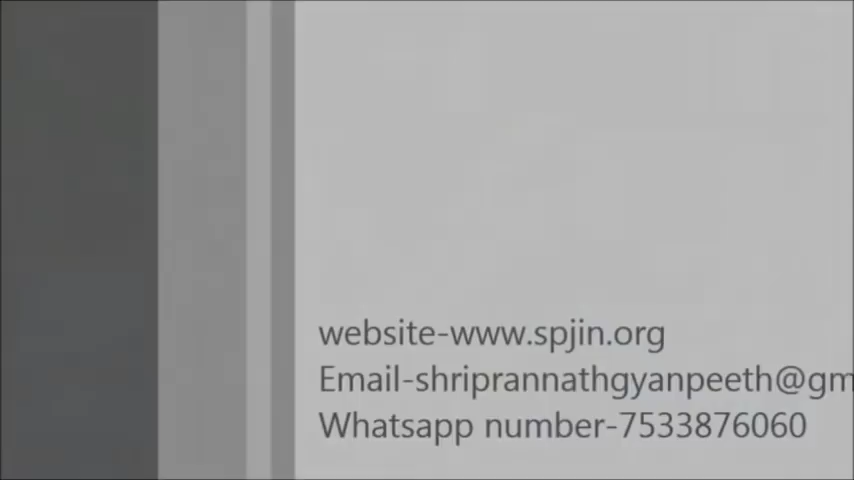 website-www.spjin.org
Email-shriprannathgyanpeeth@gm
Whatsapp number-7533876060